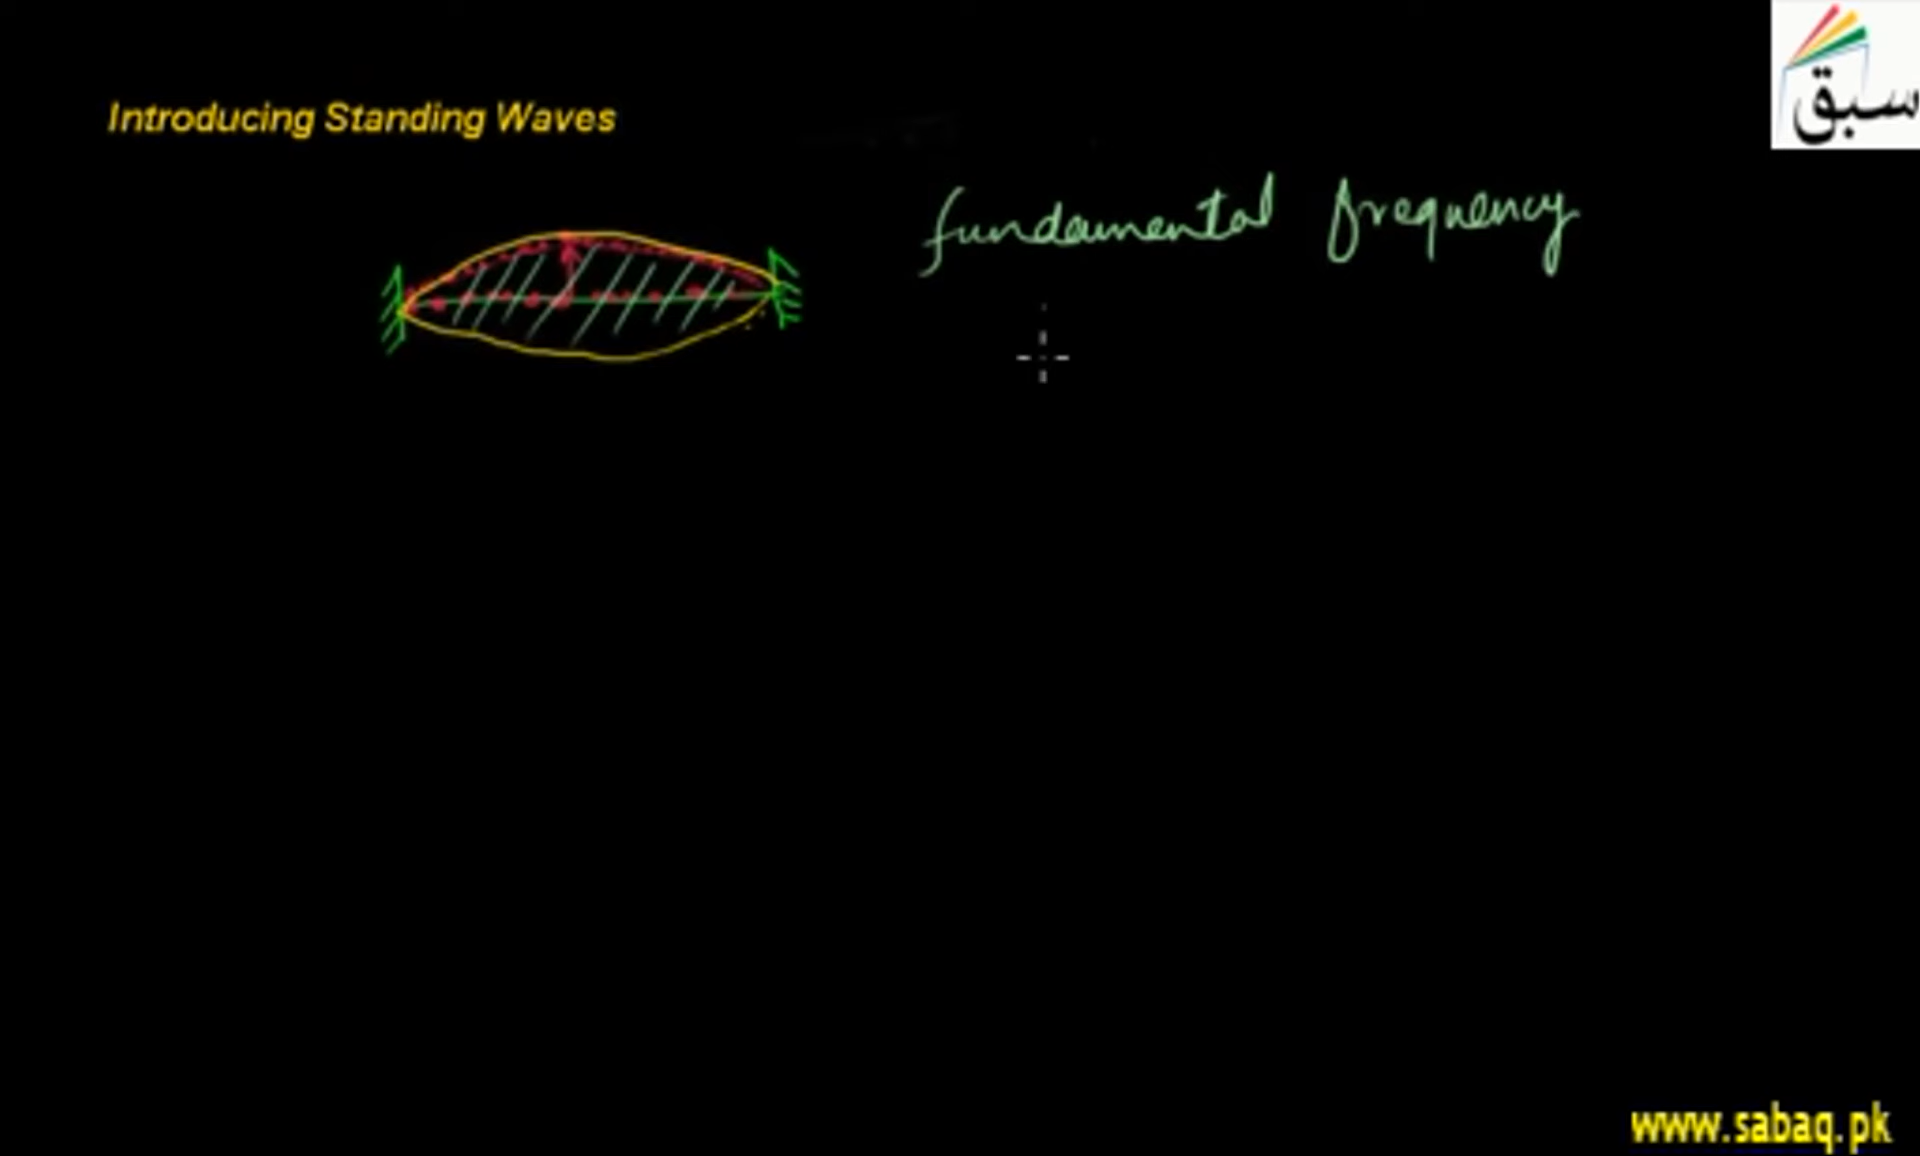 سبق
Introducing Standing Waves
fundamental frequency
www.sabaq.pk